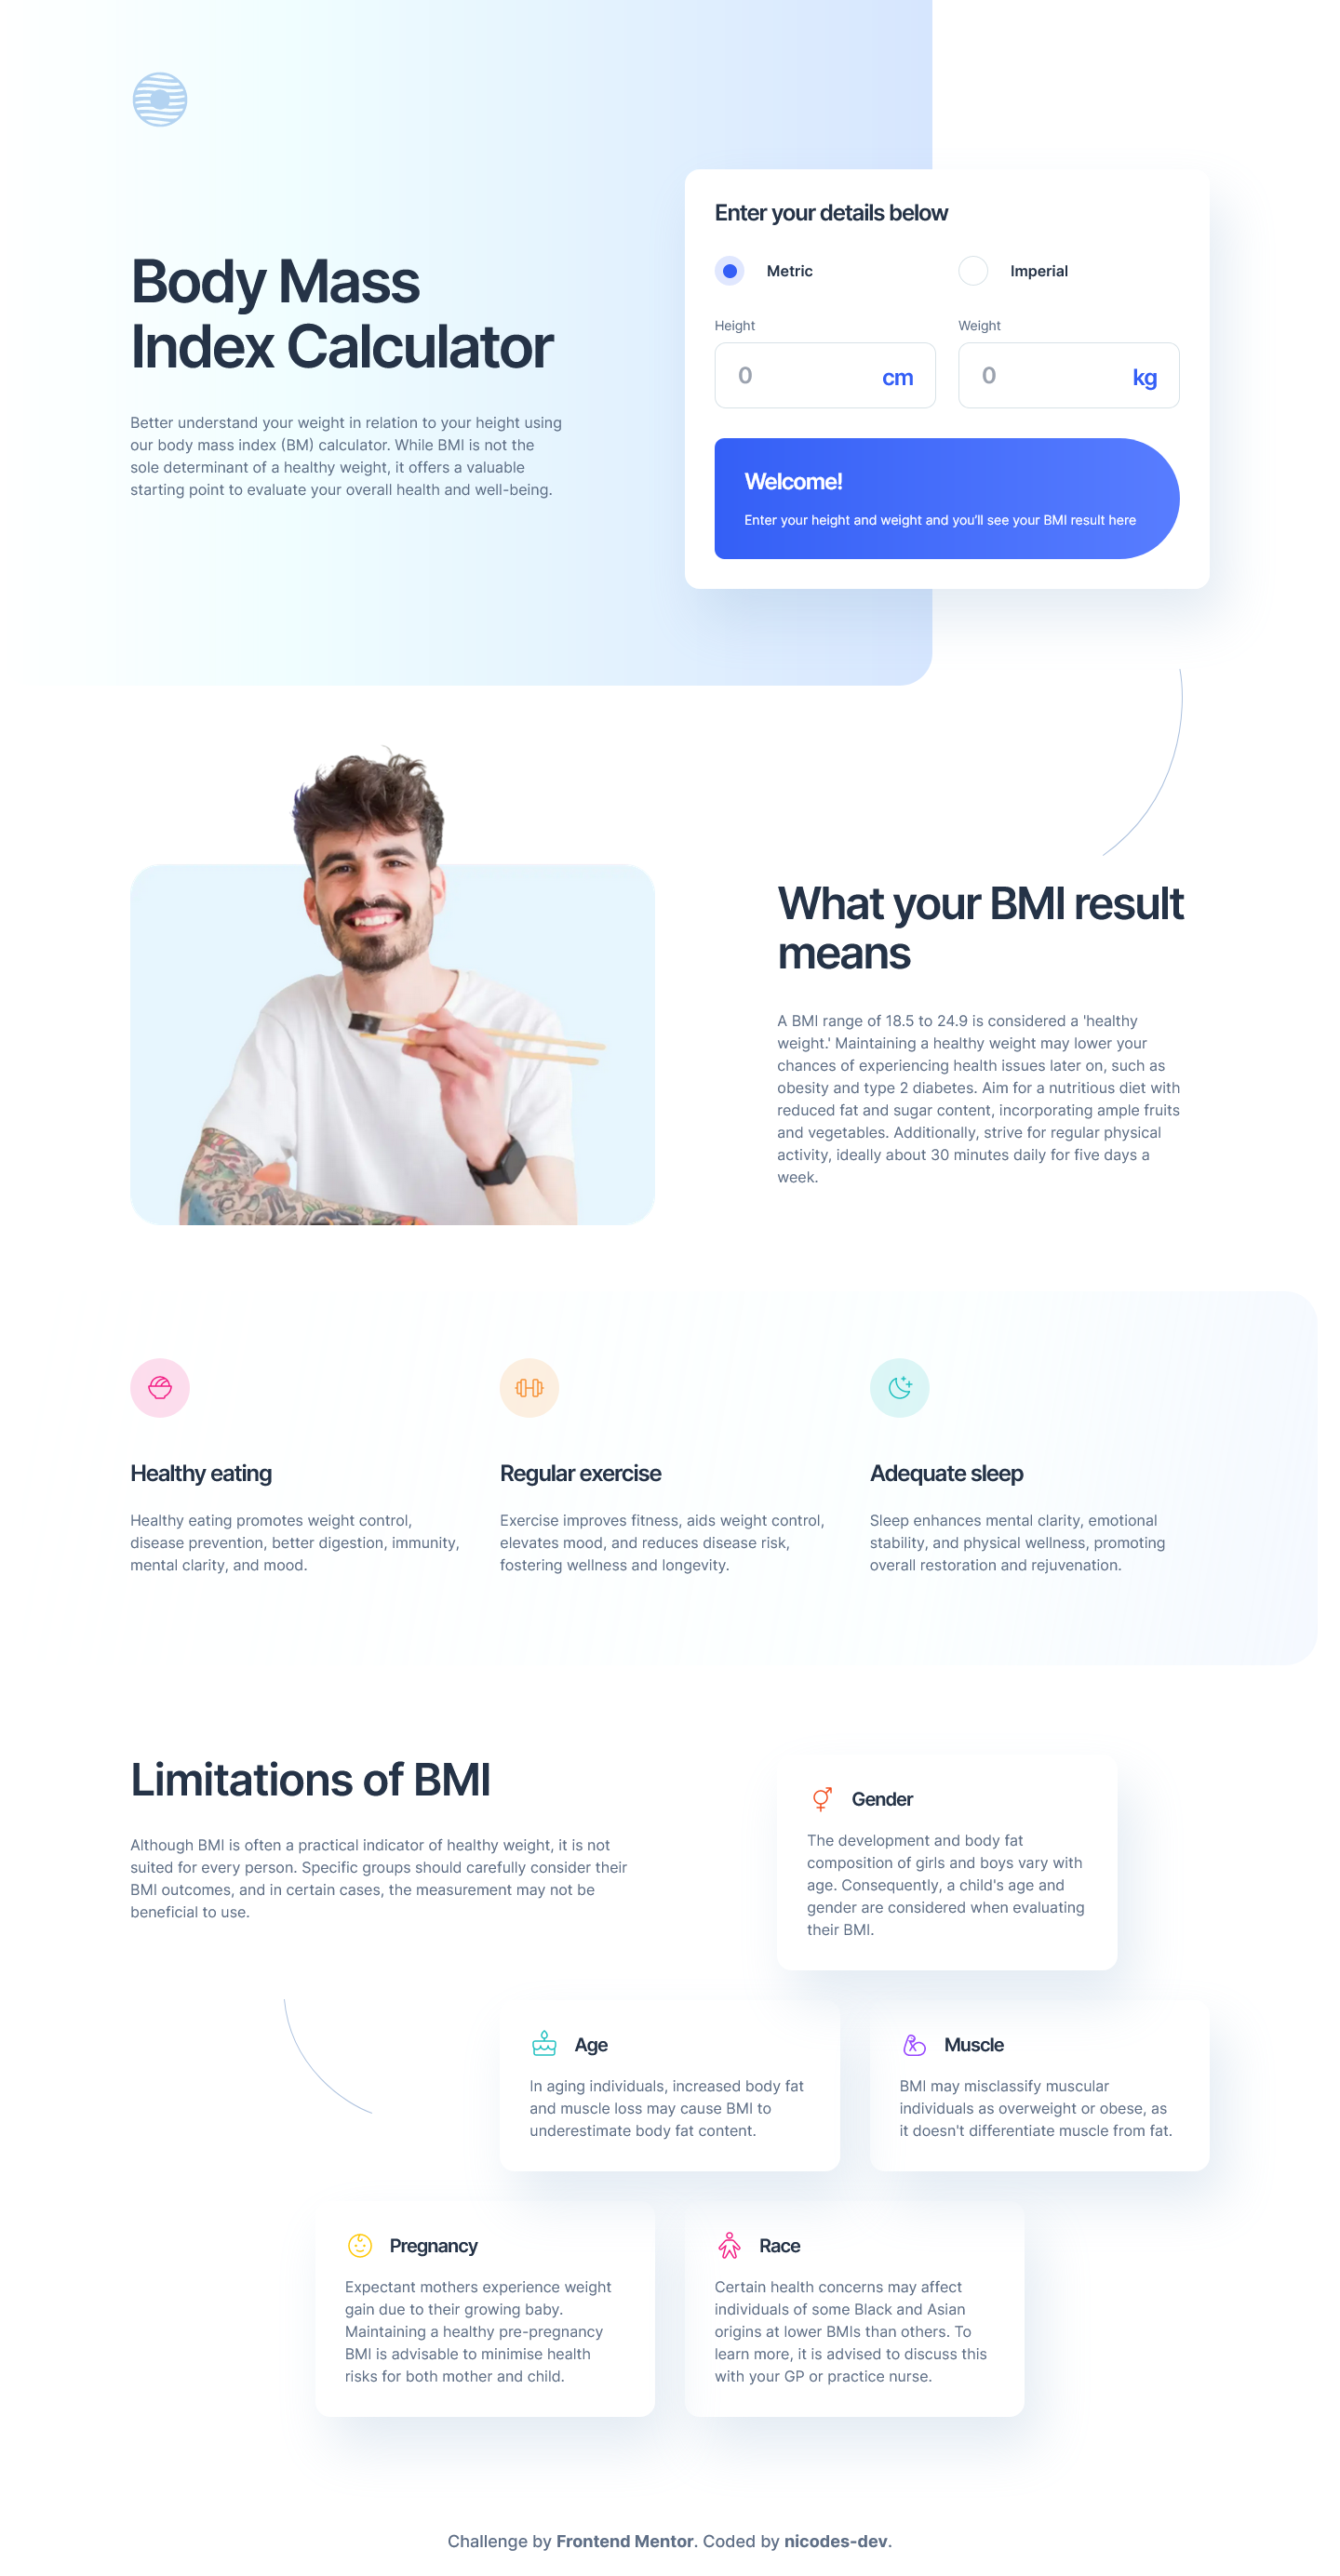 Body Mass
Index Calculator
Better understand your weight in relation to your height using
our body mass index (BM) calculator. While BMI is not the
sole determinant of a healthy weight, it offers a valuable
starting point to evaluate your overall health and well-being.
Enter your details below
Metric
Imperial
Height
Weight
0 cm
0 kg
Welcome!
Enter your height and weight and you'll see your BMI result here
What your BMI result
means
A BMI range of 18.5 to 24.9 is considered a 'healthy
weight.' Maintaining a healthy weight may lower your
chances of experiencing health issues later on, such as
obesity and type 2 diabetes. Aim for a nutritious diet with
reduced fat and sugar content, incorporating ample fruits
and vegetables. Additionally, strive for regular physical
activity, ideally about 30 minutes daily for five days a
week.
Healthy eating
Healthy eating promotes weight control,
disease prevention, better digestion, immunity,
mental clarity, and mood.
Regular exercise
Exercise improves fitness, aids weight control,
elevates mood, and reduces disease risk,
fostering wellness and longevity.
Adequate sleep
Sleep enhances mental clarity, emotional
stability, and physical wellness, promoting
overall restoration and rejuvenation.
Limitations of BMI
Although BMI is often a practical indicator of healthy weight, it is not
suited for every person. Specific groups should carefully consider their
BMI outcomes, and in certain cases, the measurement may not be
beneficial to use.
Gender
The development and body fat
composition of girls and boys vary with
age. Consequently, a child's age and
gender are considered when evaluating
their BMI.
Age
In aging individuals, increased body fat
and muscle loss may cause BMI to
underestimate body fat content.
Muscle
BMI may misclassify muscular
individuals as overweight or obese, as
it doesn't differentiate muscle from fat.
Pregnancy
Expectant mothers experience weight
gain due to their growing baby.
Maintaining a healthy pre-pregnancy
BMI is advisable to minimise health
risks for both mother and child.
Race
Certain health concerns may affect
individuals of some Black and Asian
origins at lower BMIs than others. To
learn more, it is advised to discuss this
with your GP or practice nurse.
Challenge by Frontend Mentor. Coded by nicodes-dev.